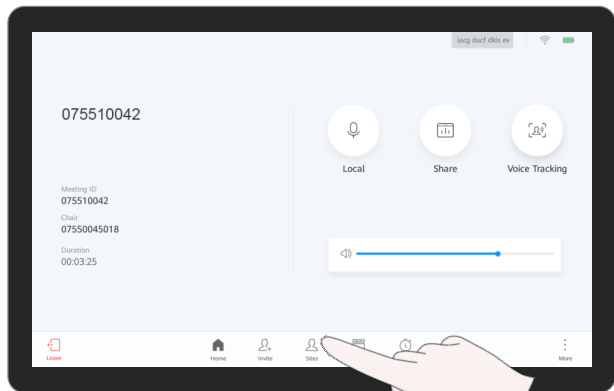 iacg dacf dkix ev
075510042
Local
Share
Voice Tracking
Meeting ID
075510042
Chair
07550045018
Duration
00:03:25
Leave
Home
Invite
Sites
More